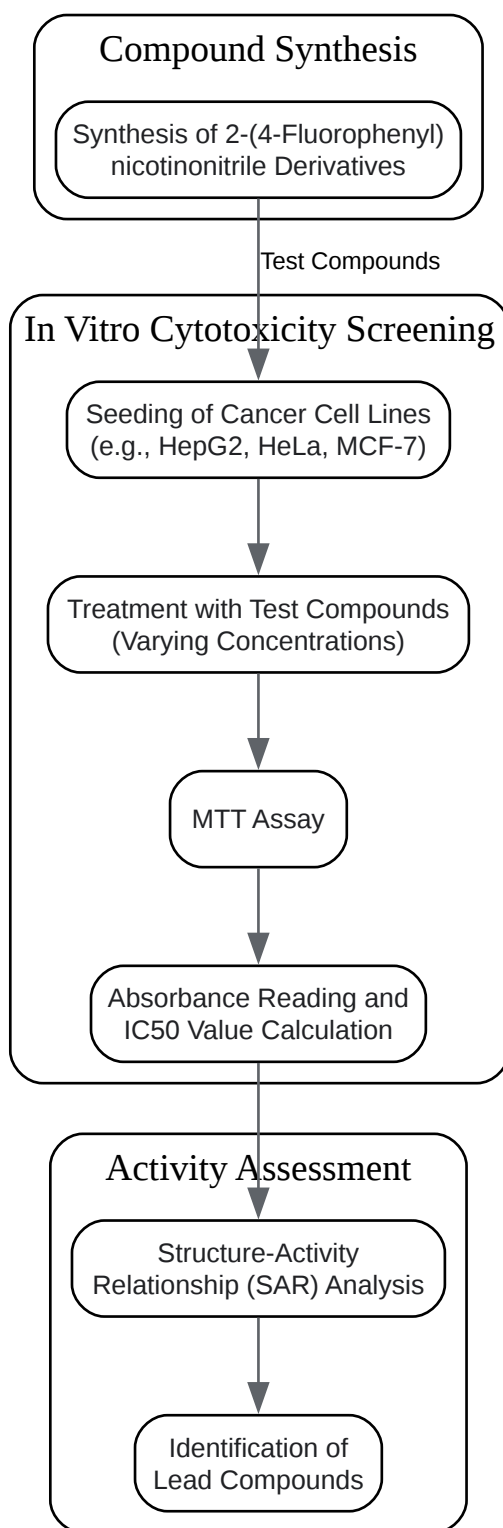 Compound Synthesis
Synthesis of 2-(4-Fluorophenyl)
nicotinonitrile Derivatives
Test Compounds
In Vitro Cytotoxicity Screening
Seeding of Cancer Cell Lines
(e.g., HepG2, HeLa, MCF-7)
Treatment with Test Compounds
(Varying Concentrations)
MTT Assay
Absorbance Reading and
IC50 Value Calculation
Activity Assessment
Structure-Activity
Relationship (SAR) Analysis
Identification of
Lead Compounds